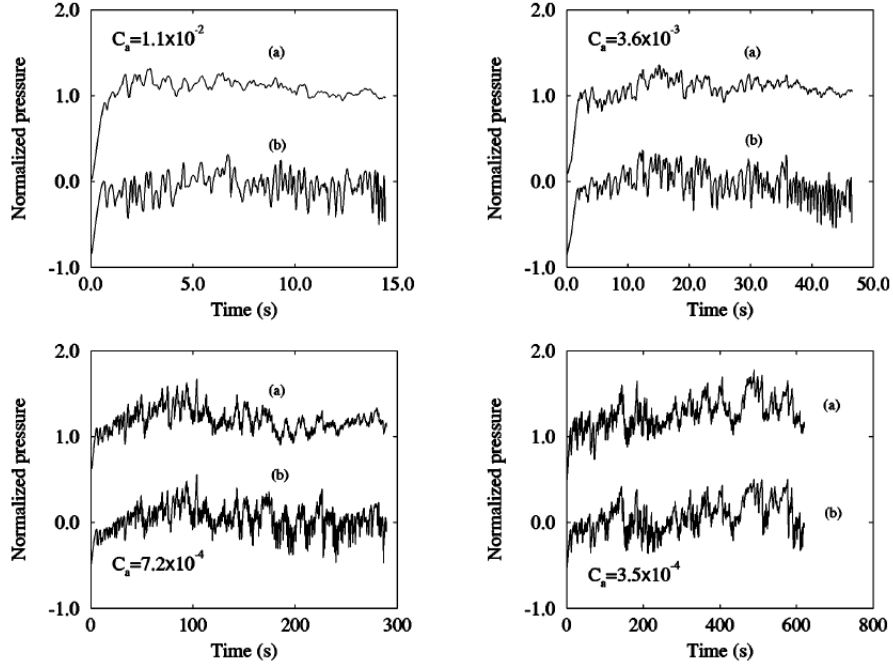 2.0
1.0
0.0
-1.0
Normalized pressure
Cₐ=1.1x10⁻²
(a)
(b)
0.0 5.0 10.0 15.0
Time (s)
2.0
1.0
0.0
-1.0
Normalized pressure
Cₐ=3.6x10⁻³
(a)
(b)
0.0 10.0 20.0 30.0 40.0 50.0
Time (s)
2.0
1.0
0.0
-1.0
Normalized pressure
(a)
(b)
Cₐ=7.2x10⁻⁴
0 100 200 300
Time (s)
2.0
1.0
0.0
-1.0
Normalized pressure
(a)
(b)
Cₐ=3.5x10⁻⁴
0 200 400 600 800
Time (s)